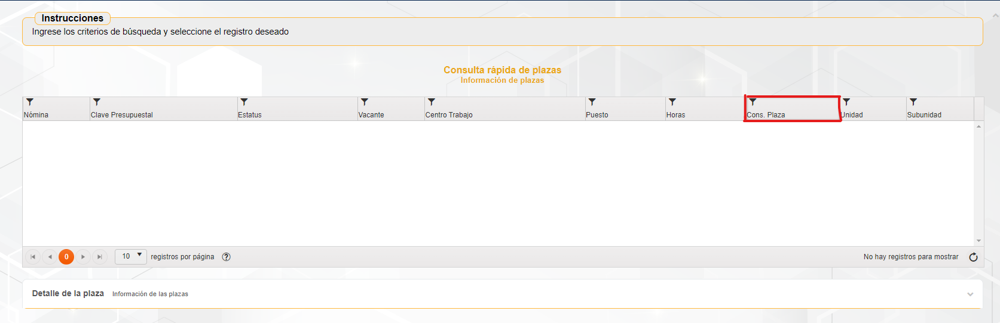 Instrucciones
Ingrese los criterios de búsqueda y seleccione el registro deseado
Consulta rápida de plazas
Información de plazas
Nómina Clave Presupuestal Estatus Vacante Centro Trabajo Puesto Horas Cons. Plaza Unidad Subunidad
0 10 registros por página No hay registros para mostrar
Detalle de la plaza Información de las plazas